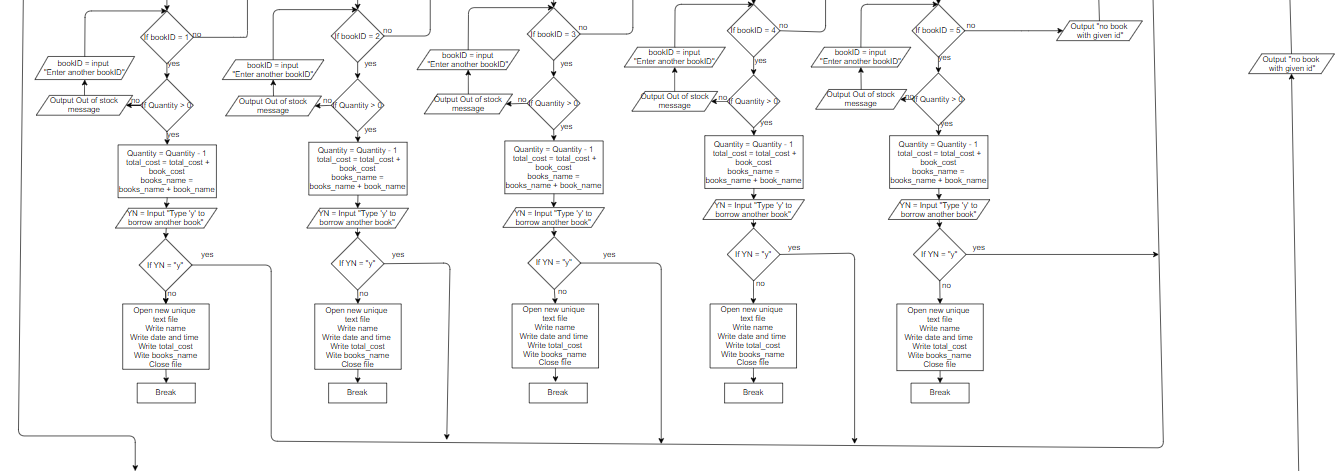 If bookID = 1
no
yes
bookID = input
"Enter another bookID"
Output Out of stock
message
no
If Quantity > 0
yes
Quantity = Quantity - 1
total_cost = total_cost +
book_cost
books_name =
books_name + book_name
YN = Input "Type 'y' to
borrow another book"
If YN = "y"
yes
no
Open new unique
text file
Write name
Write date and time
Write total_cost
Wite books_name
Close file
Break
If bookID = 2
no
yes
bookID = input
"Enter another bookID"
Output Out of stock
message
no
If Quantity > 0
yes
Quantity = Quantity - 1
total_cost = total_cost +
book_cost
books_name =
books_name + book_name
YN = Input "Type 'y' to
borrow another book"
If YN = "y"
yes
no
Open new unique
text file
Write name
Write date and time
Write total_cost
Wite books_name
Close file
Break
If bookID = 3
no
yes
bookID = input
"Enter another bookID"
Output Out of stock
message
no
If Quantity > 0
yes
Quantity = Quantity - 1
total_cost = total_cost +
book_cost
books_name =
books_name + book_name
YN = Input "Type 'y' to
borrow another book"
If YN = "y"
yes
no
Open new unique
text file
Write name
Write date and time
Write total_cost
Wite books_name
Close file
Break
If bookID = 4
no
yes
bookID = input
"Enter another bookID"
Output Out of stock
message
no
If Quantity > 0
yes
Quantity = Quantity - 1
total_cost = total_cost +
book_cost
books_name =
books_name + book_name
YN = Input "Type 'y' to
borrow another book"
If YN = "y"
yes
no
Open new unique
text file
Write name
Write date and time
Write total_cost
Wite books_name
Close file
Break
If bookID = 5
no
yes
bookID = input
"Enter another bookID"
Output Out of stock
message
no
If Quantity > 0
yes
Quantity = Quantity - 1
total_cost = total_cost +
book_cost
books_name =
books_name + book_name
YN = Input "Type 'y' to
borrow another book"
If YN = "y"
yes
no
Open new unique
text file
Write name
Write date and time
Write total_cost
Wite books_name
Close file
Break
Output "no book
with given id"
Output "no book
with given id"